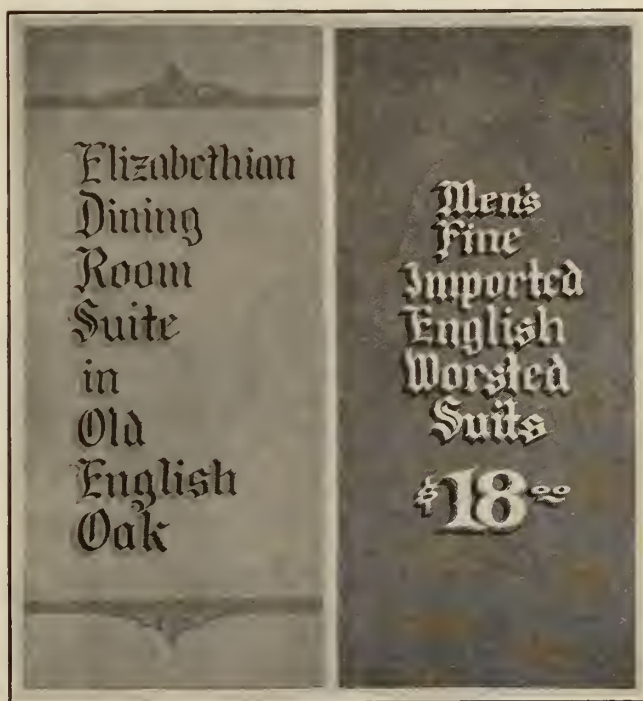 Elizabethian
Dining
Room
Suite
in
Old
English
Oak
Men's
Fine
Imported
English
Worsted
Suits
$18.00